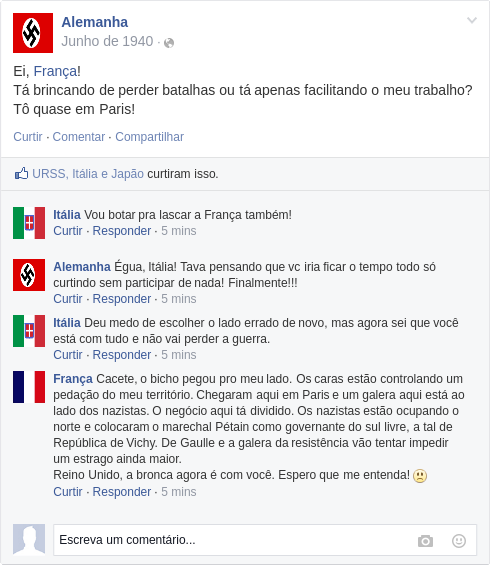 Alemanha
Junho de 1940 ·
Ei, França!
Tá brincando de perder batalhas ou tá apenas facilitando o meu trabalho?
Tô quase em Paris!
Curtir · Comentar · Compartilhar
URSS, Itália e Japão curtiram isso.
Itália Vou botar pra lascar a França também!
Curtir · Responder · 5 mins
Alemanha Égua, Itália! Tava pensando que vc iria ficar o tempo todo só
curtindo sem participar de nada! Finalmente!!!
Curtir · Responder · 5 mins
Itália Deu medo de escolher o lado errado de novo, mas agora sei que você
está com tudo e não vai perder a guerra.
Curtir · Responder · 5 mins
França Cacete, o bicho pegou pro meu lado. Os caras estão controlando um
pedação do meu território. Chegaram aqui em Paris e um galera aqui está ao
lado dos nazistas. O negócio aqui tá dividido. Os nazistas estão ocupando o
norte e colocaram o marechal Pétain como governante do sul livre, a tal de
República de Vichy. De Gaulle e a galera da resistência vão tentar impedir
um estrago ainda maior.
Reino Unido, a bronca agora é com você. Espero que me entenda!
Curtir · Responder · 5 mins
Escreva um comentário...